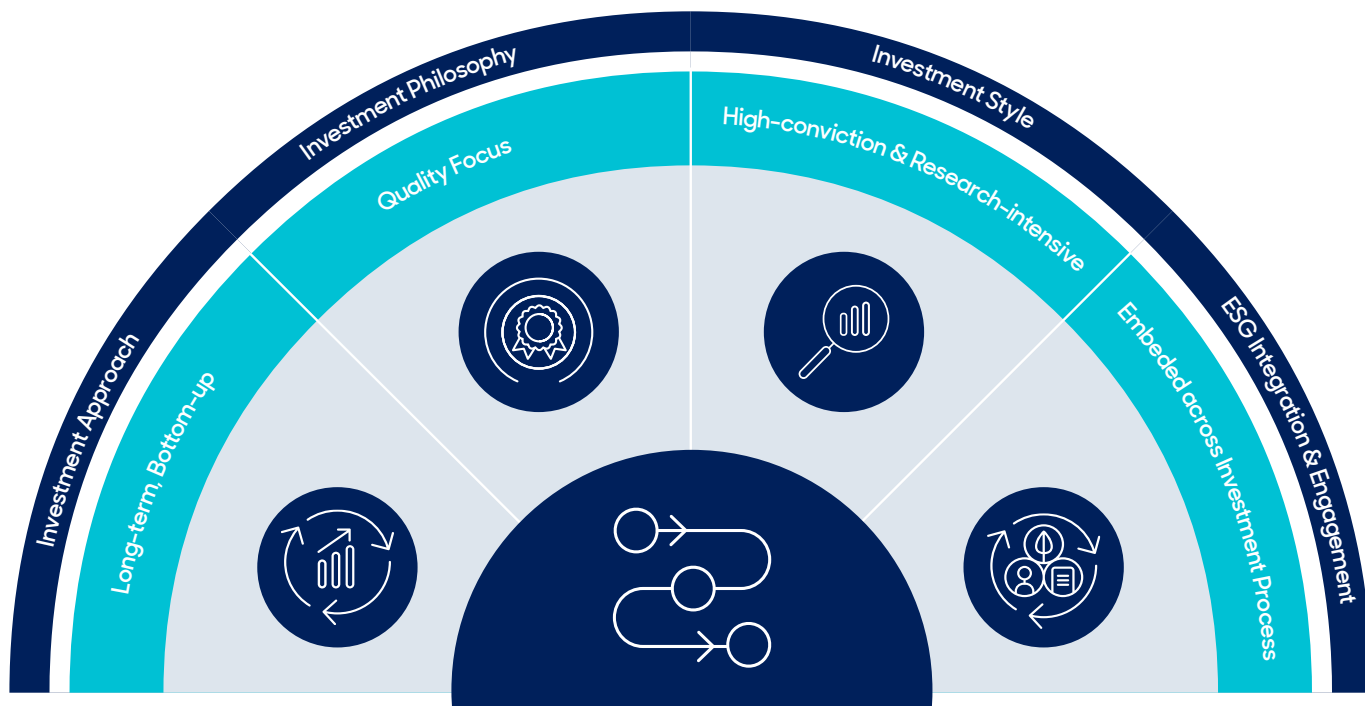 Investment Approach
Long-term, Bottom-up
Investment Philosophy
Quality Focus
Investment Style
High-conviction & Research-intensive
ESG Integration & Engagement
Embeded across Investment Process